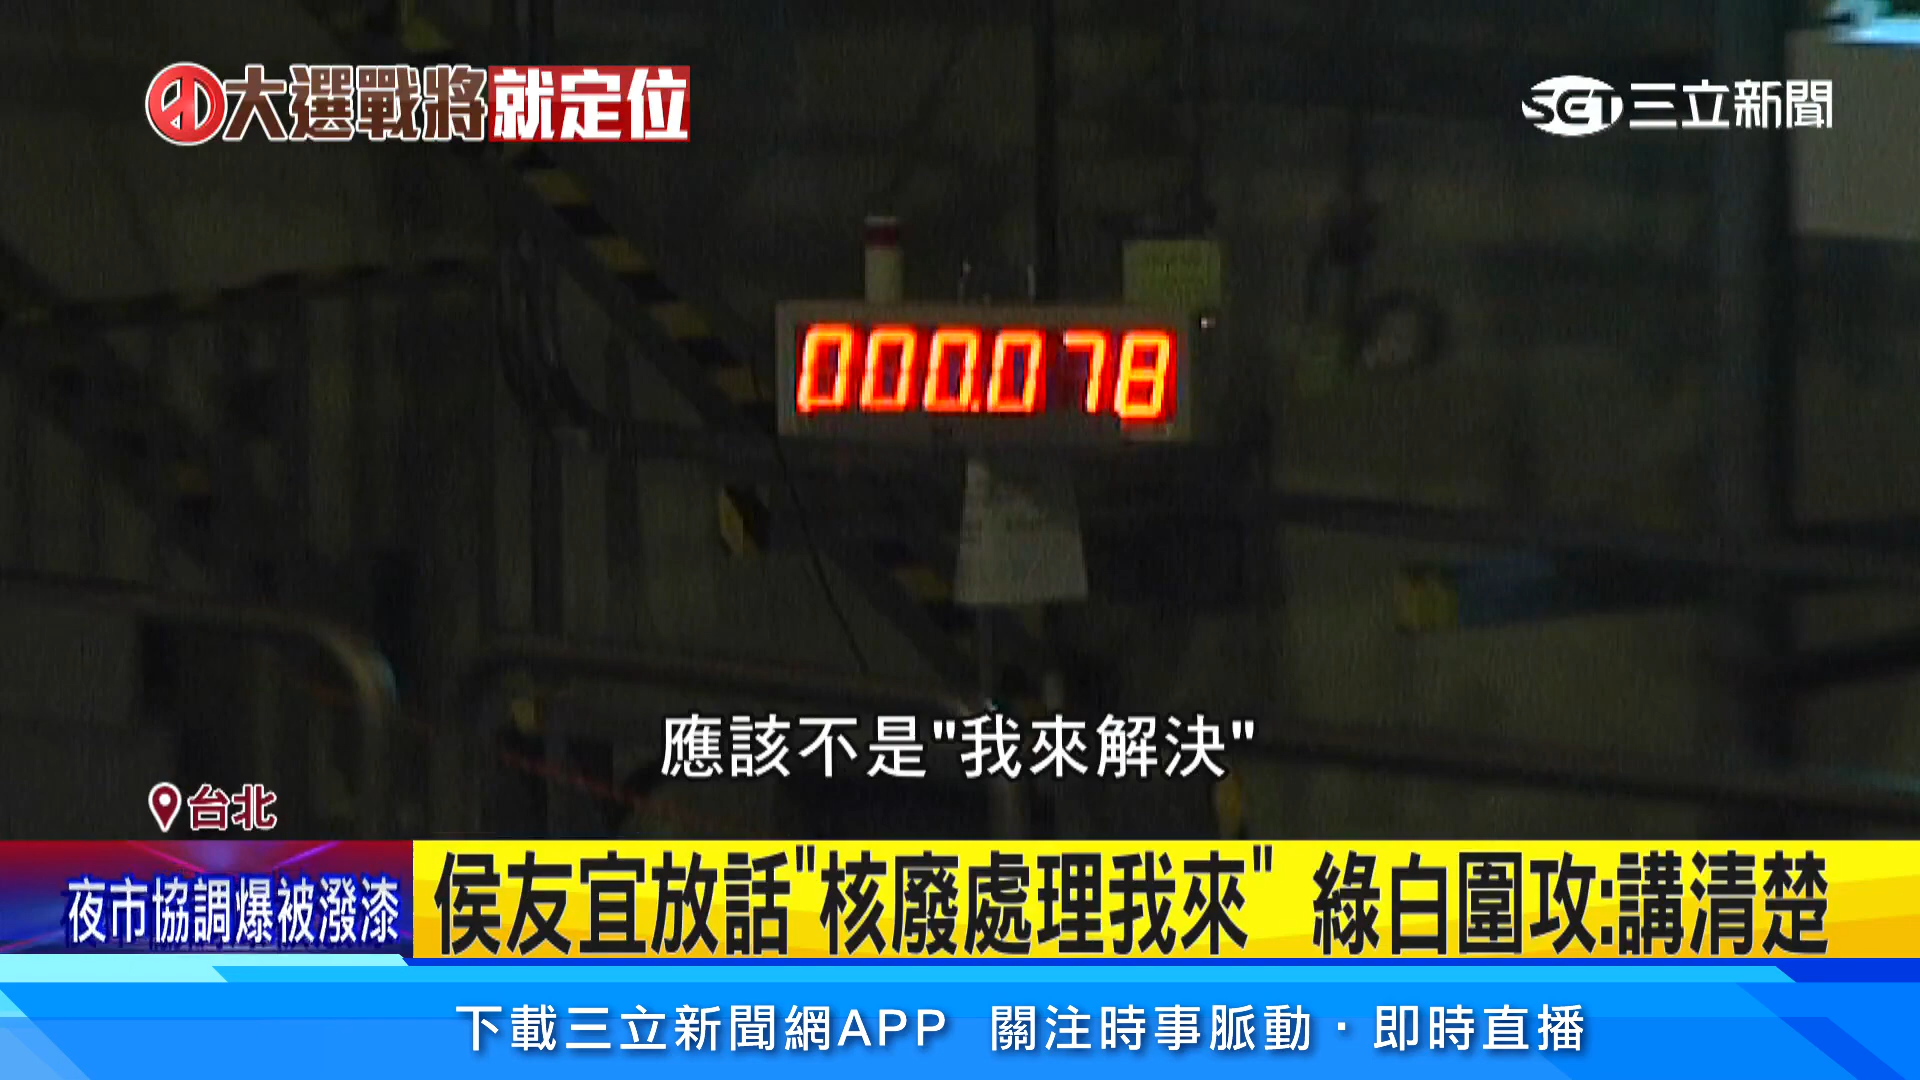 大選戰將就定位
SET三立新聞
000.078
應該不是"我來解決"
台北
夜市協調爆被潑漆
侯友宜放話"核廢處理我來" 綠白圍攻:講清楚
下載三立新聞網APP 關注時事脈動・即時直播